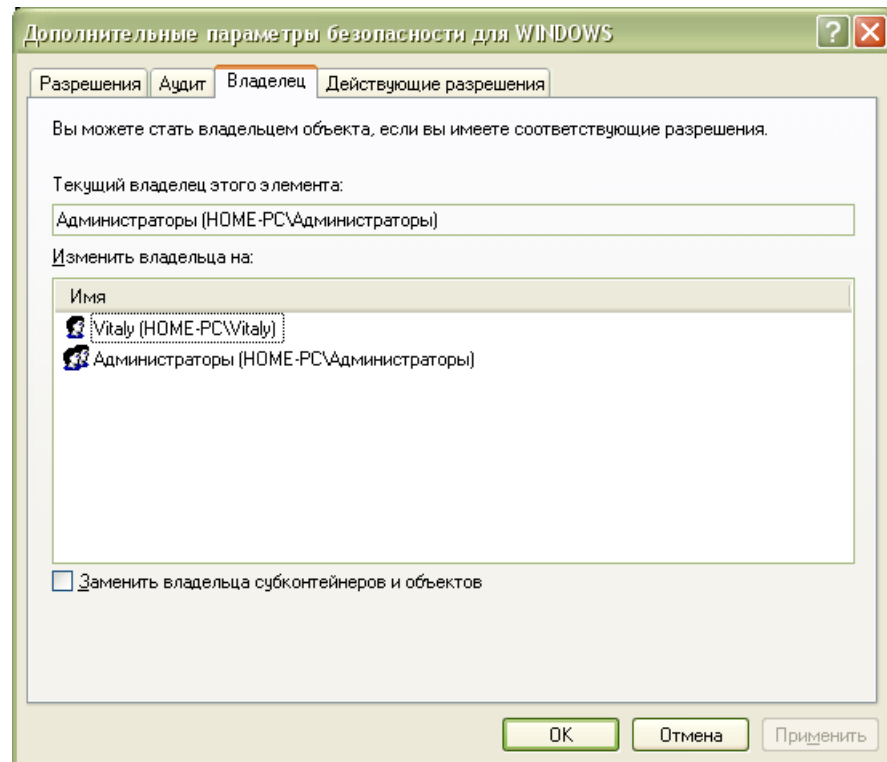 Дополнительные параметры безопасности для WINDOWS
Разрешения Аудит Владелец Действующие разрешения
Вы можете стать владельцем объекта, если вы имеете соответствующие разрешения.
Текущий владелец этого элемента:
Администраторы (HOME-PC\Администраторы)
Изменить владельца на:
Имя
Vitaly (HOME-PC\Vitaly)
Администраторы (HOME-PC\Администраторы)
Заменить владельца субконтейнеров и объектов
OK Отмена Применить